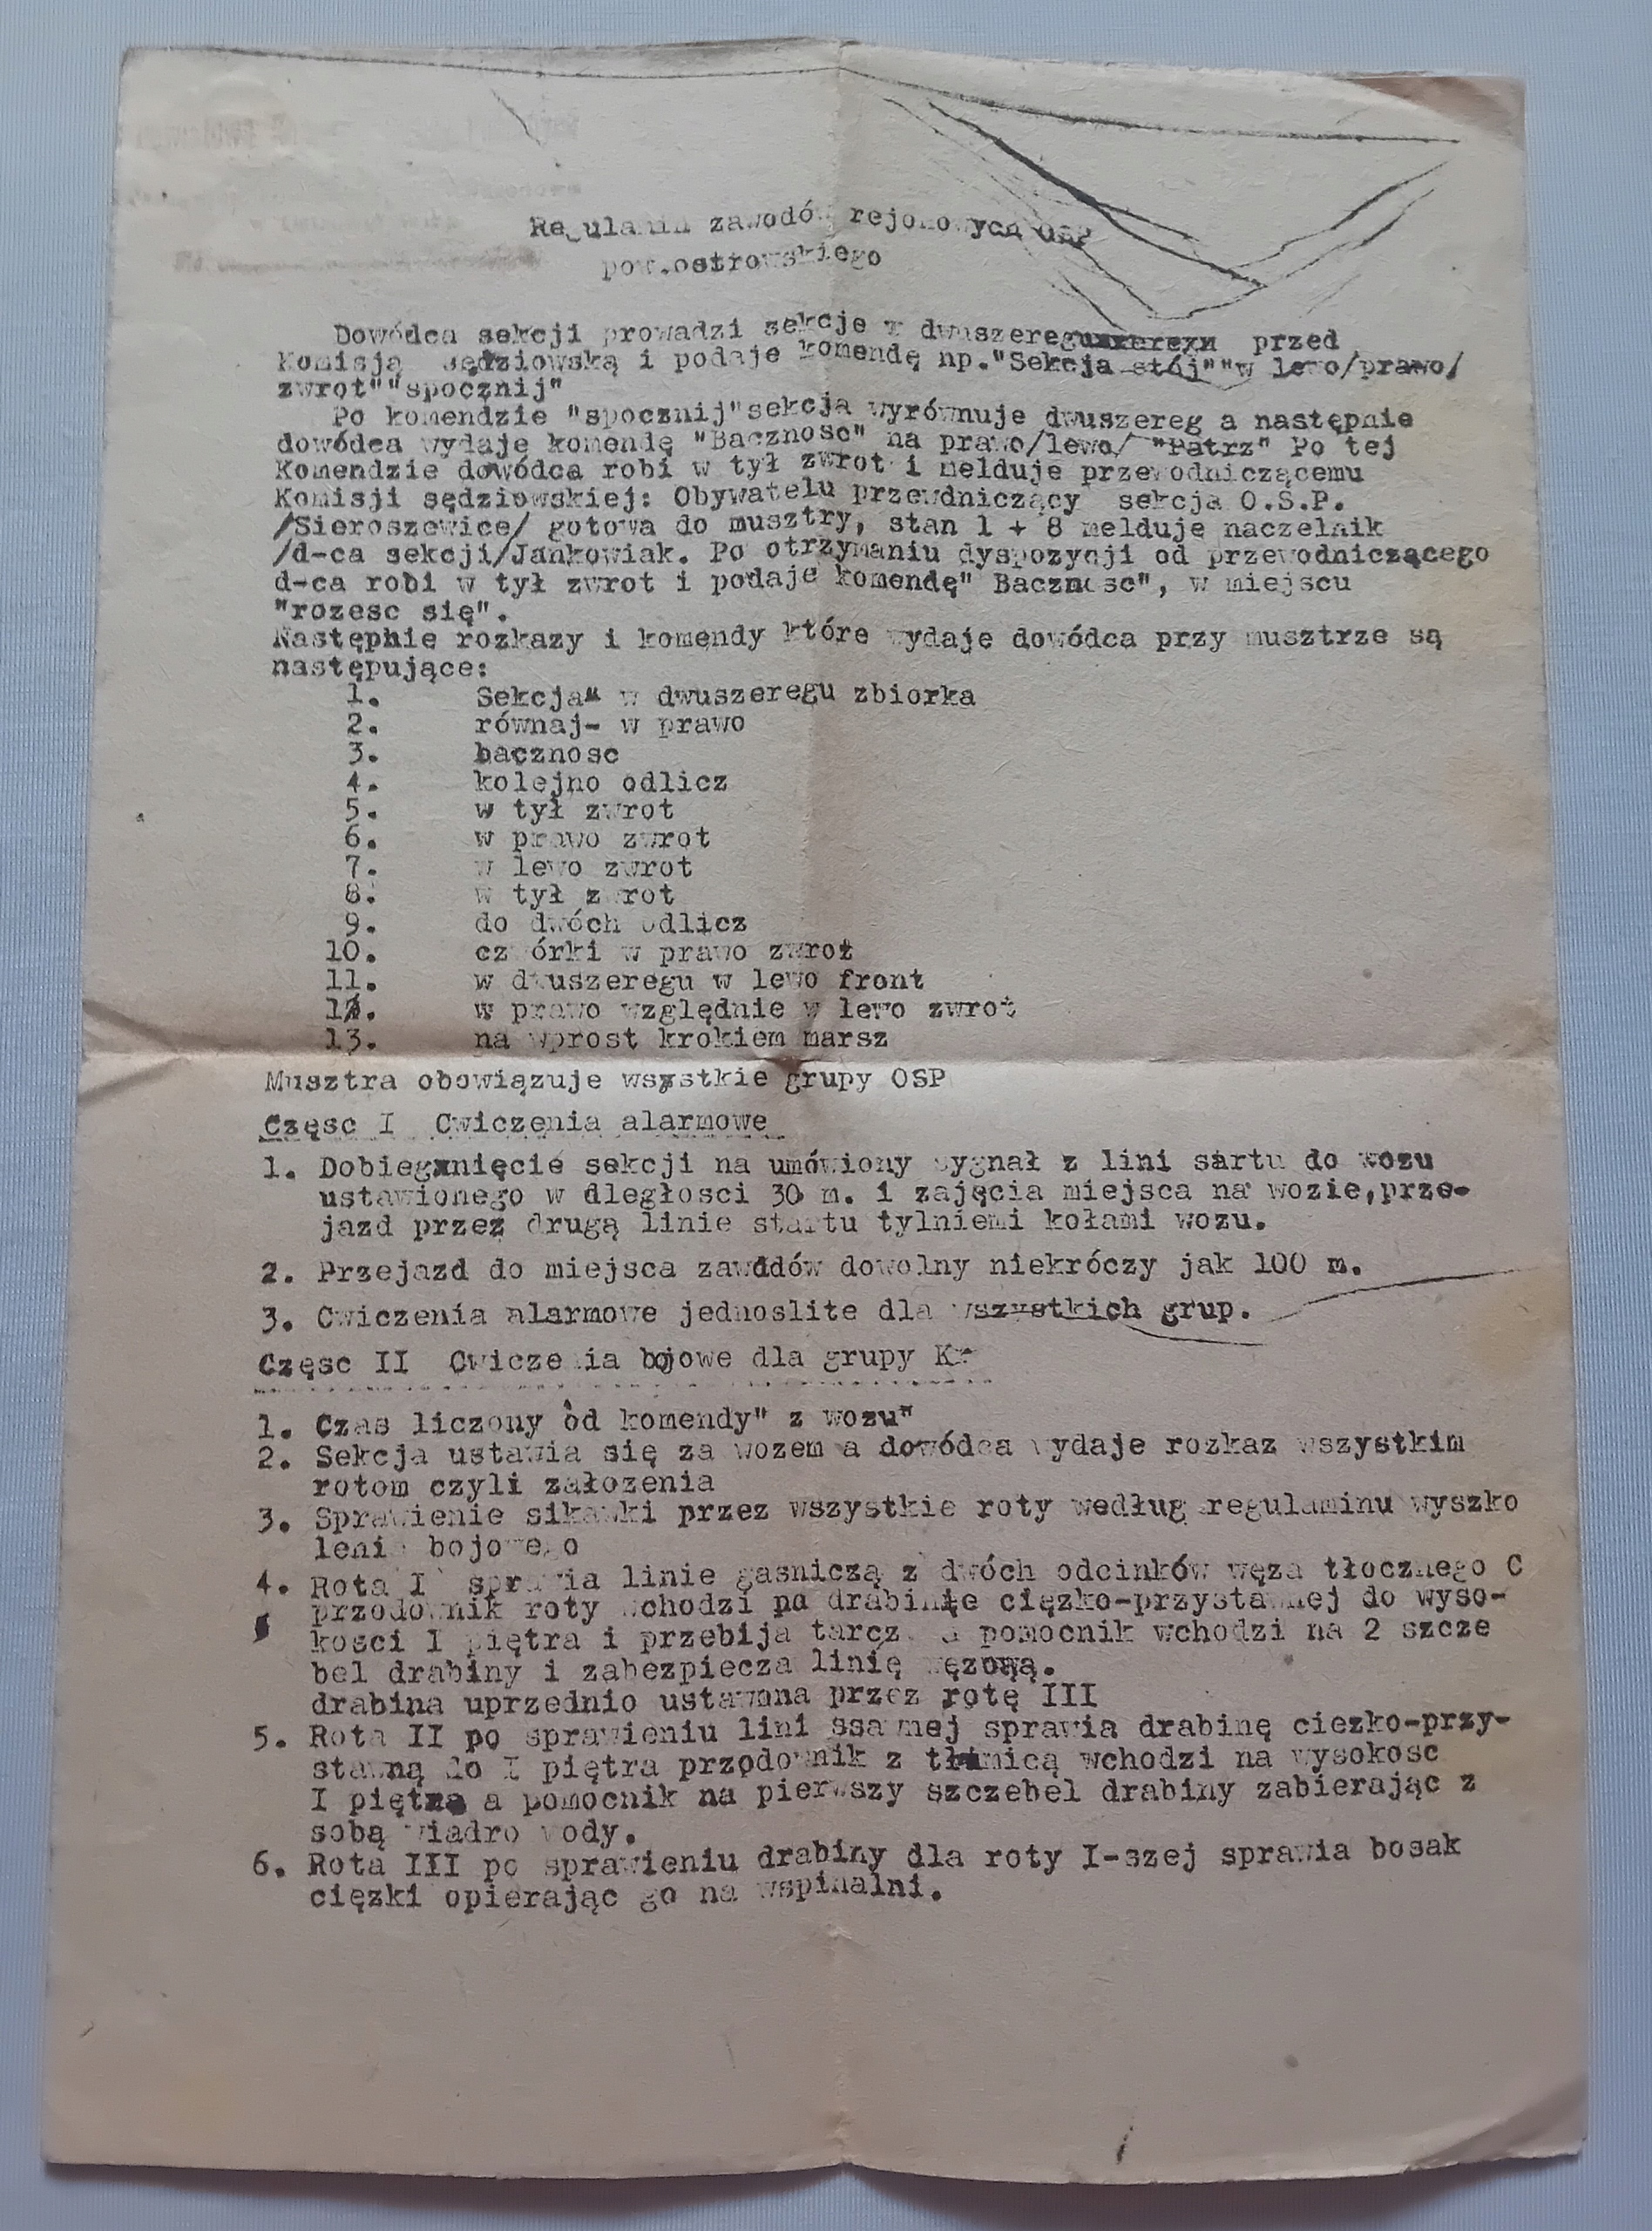 Regulamin zawodów rejonowych OSP
pow.ostrowskiego
Dowódca sekcji prowadzi sekcje w dwuszeregu przed
Komisją sędziowską i podaje komendę np."Sekcja stój""w lewo/prawo/
zwrot""spocznij"
Po komendzie "spocznij"sekcja wyrównuje dwuszereg a następnie
dowódca wydaje komendę "Bacznosc" na prawo/lewo/ "Patrz" Po tej
Komendzie dowódca robi w tył zwrot i melduje przewodniczącemu
Komisji sędziowskiej: Obywatelu przewdniczący sekcja O.S.P.
/Sieroszewice/ gotowa do musztry, stan 1 + 8 melduje naczelnik
/d-ca sekcji/Jankowiak. Po otrzymaniu dyspozycji od przewodniczącego
d-ca robi w tył zwrot i podaje komendę" Bacznosc", w miejscu
"rozesc się".
Następnie rozkazy i komendy które wydaje dowódca przy musztrze są
następujące:
1. Sekcja" w dwuszeregu zbiorka
2. równaj- w prawo
3. bacznosc
4. kolejno odlicz
5. w tył zwrot
6. w prawo zwrot
7. w lewo zwrot
8. w tył zwrot
9. do dwóch odlicz
10. czwórki w prawo zwrot
11. w dwuszeregu w lewo front
12. w prawo względnie w lewo zwrot
13. na wprost krokiem marsz
Musztra obowiązuje wszystkie grupy OSP
Częsc I Cwiczenia alarmowe
1. Dobiegnięcie sekcji na umówiony sygnał z lini sartu do wozu
ustawionego w dległosci 30 m. i zajęcia miejsca na wozie,prze-
jazd przez drugą linie startu tylniemi kołami wozu.
2. Przejazd do miejsca zawodów dowolny niekróczy jak 100 m.
3. Cwiczenia alarmowe jednoslite dla wszystkich grup.
Częsc II Cwiczenia bojowe dla grupy
1. Czas liczony od komendy" z wozu"
2. Sekcja ustawia się za wozem a dowódca wydaje rozkaz wszystkim
rotom czyli załozenia
3. Sprawienie sikawki przez wszystkie roty według regulaminu wyszko
lenia bojowego
4. Rota I sprawia linie gasniczą z dwóch odcinków węza tłocznego C
przodownik roty wchodzi po drabinie cięzko-przystawnej do wyso-
kosci I piętra i przebija tarczę a pomocnik wchodzi na 2 szcze
bel drabiny i zabezpiecza linię węzową.
drabina uprzednio ustawana przez rotę III
5. Rota II po sprawieniu lini ssawnej sprawia drabinę ciezko-przy-
stawną do I piętra przodownik z tłumicą wchodzi na wysokosc
I piętra a pomocnik na pierwszy szczebel drabiny zabierając z
sobą wiadro wody.
6. Rota III po sprawieniu drabiny dla roty I-szej sprawia bosak
cięzki opierając go na wspinalni.